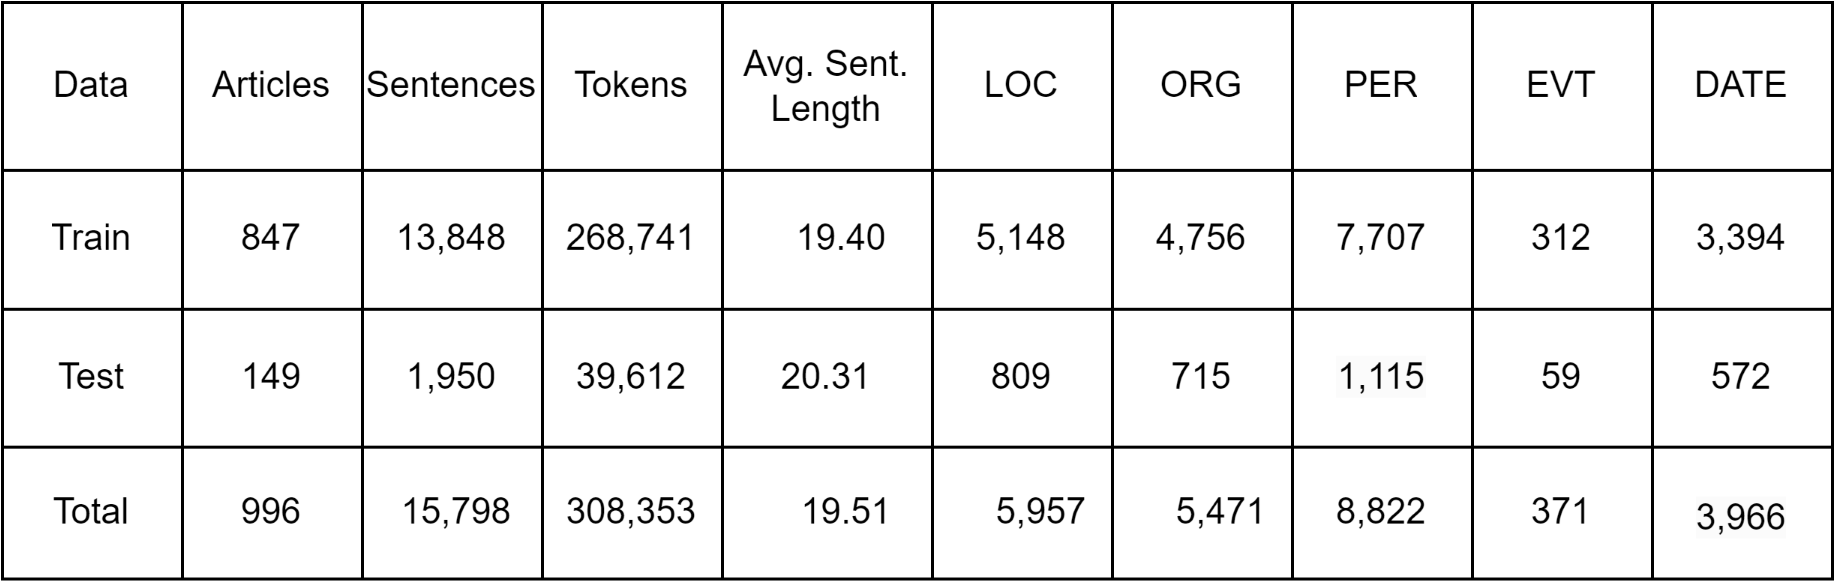 Data Articles Sentences Tokens Avg. Sent. Length LOC ORG PER EVT DATE
Train 847 13,848 268,741 19.40 5,148 4,756 7,707 312 3,394
Test 149 1,950 39,612 20.31 809 715 1,115 59 572
Total 996 15,798 308,353 19.51 5,957 5,471 8,822 371 3,966